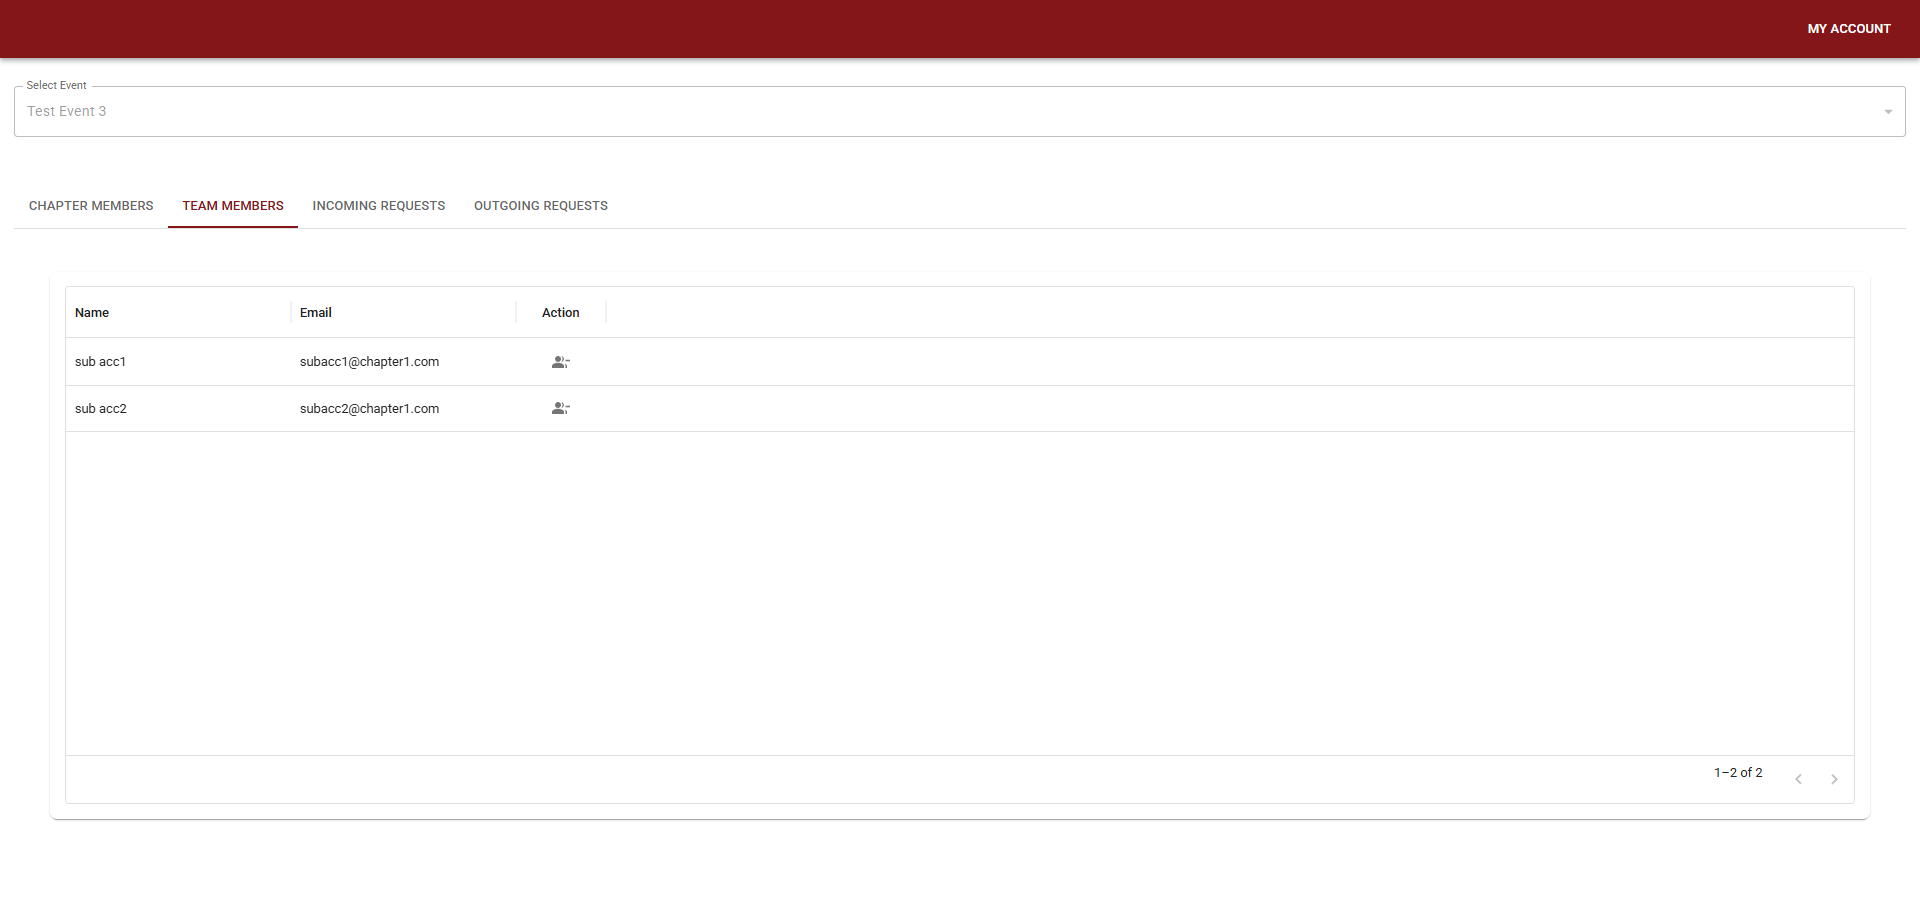 MY ACCOUNT
Select Event
Test Event 3
CHAPTER MEMBERS TEAM MEMBERS INCOMING REQUESTS OUTGOING REQUESTS
Name Email Action
sub acc1 subacc1@chapter1.com
sub acc2 subacc2@chapter1.com
1–2 of 2